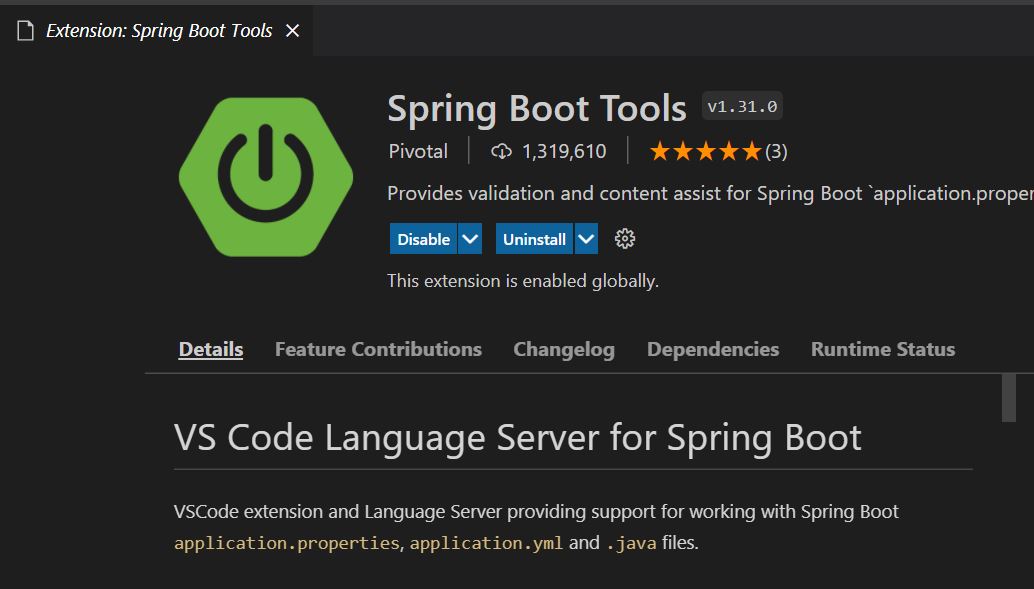 Extension: Spring Boot Tools
Spring Boot Tools v1.31.0
Pivotal 1,319,610 (3)
Provides validation and content assist for Spring Boot `application.proper
Disable Uninstall
This extension is enabled globally.
Details Feature Contributions Changelog Dependencies Runtime Status
VS Code Language Server for Spring Boot
VSCode extension and Language Server providing support for working with Spring Boot
application.properties, application.yml and .java files.